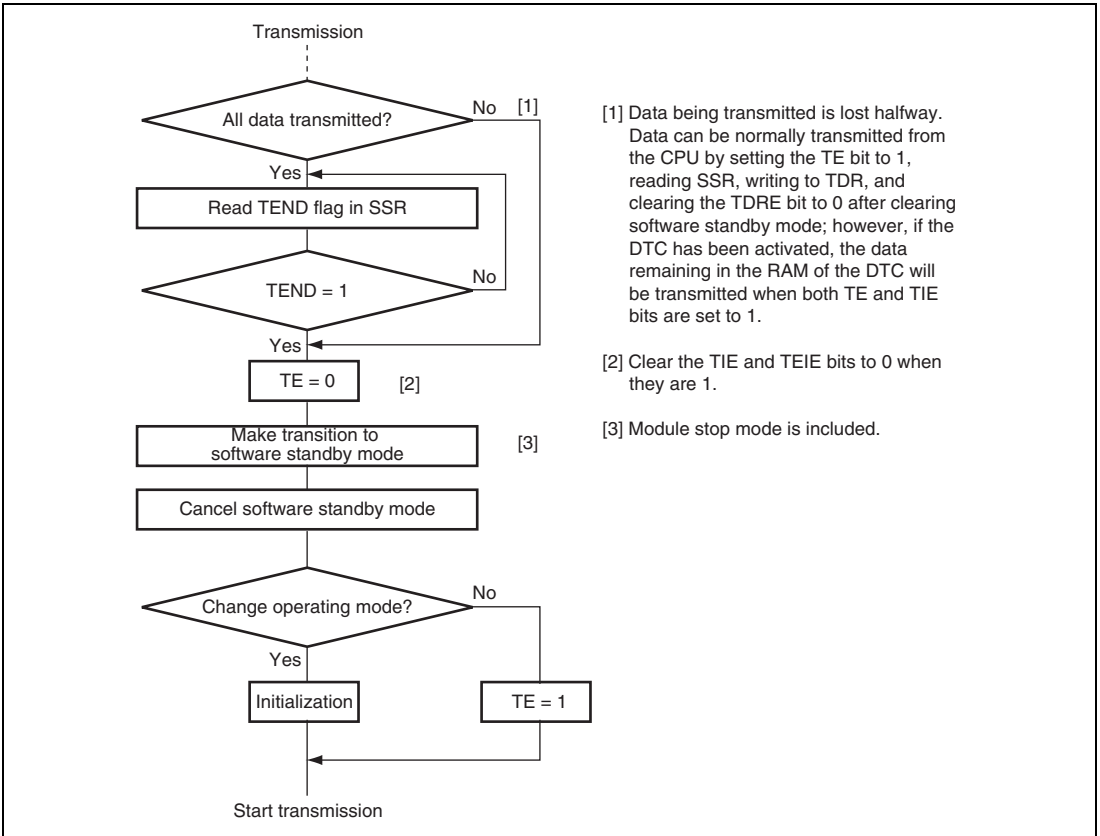 Transmission
All data transmitted?
No
[1]
Yes
Read TEND flag in SSR
TEND = 1
No
Yes
TE = 0
[2]
Make transition to
software standby mode
[3]
Cancel software standby mode
Change operating mode?
No
Yes
Initialization
TE = 1
Start transmission
[1] Data being transmitted is lost halfway.
Data can be normally transmitted from
the CPU by setting the TE bit to 1,
reading SSR, writing to TDR, and
clearing the TDRE bit to 0 after clearing
software standby mode; however, if the
DTC has been activated, the data
remaining in the RAM of the DTC will
be transmitted when both TE and TIE
bits are set to 1.
[2] Clear the TIE and TEIE bits to 0 when
they are 1.
[3] Module stop mode is included.